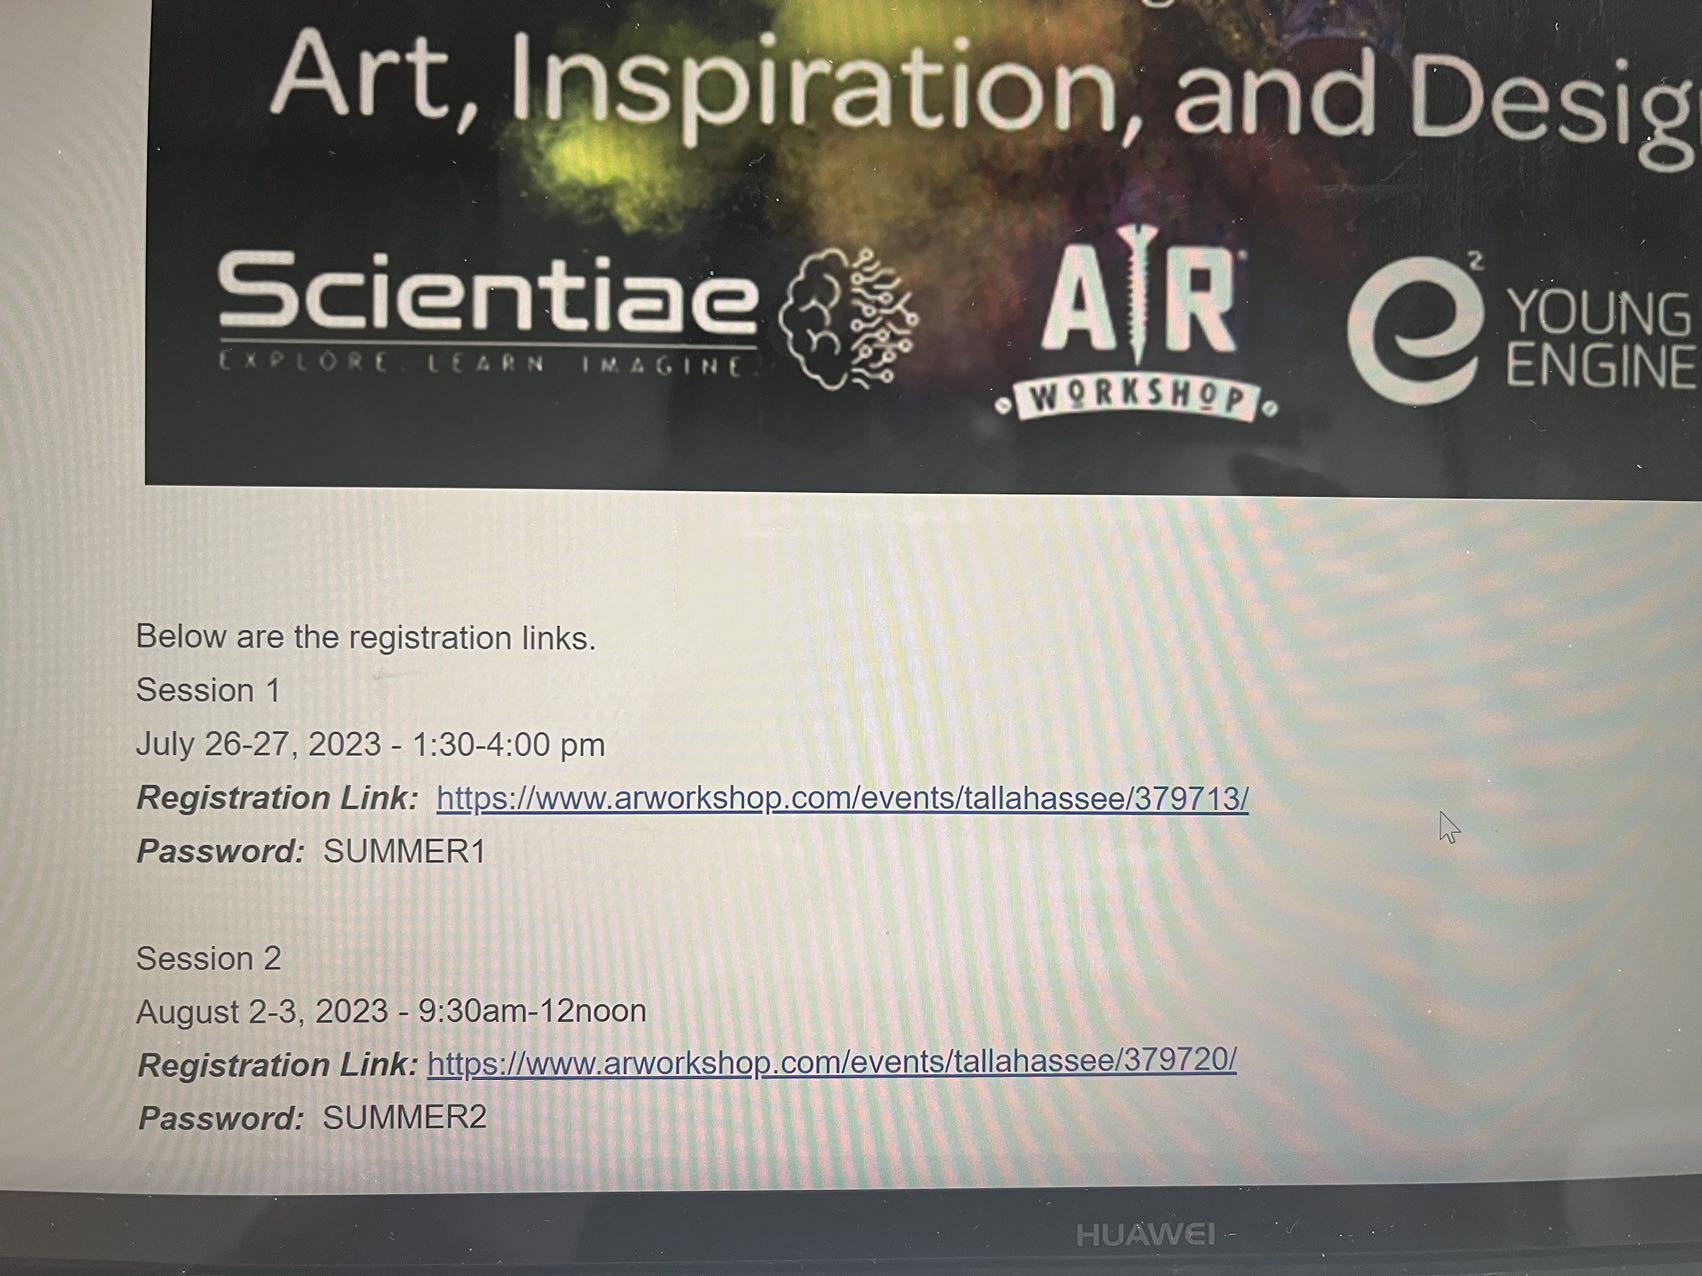 Art, Inspiration, and Desig
Scientiae
EXPLORE. LEARN. IMAGINE.
A R
WORKSHOP
e2 YOUNG
ENGINE
Below are the registration links.
Session 1
July 26-27, 2023 - 1:30-4:00 pm
Registration Link: https://www.arworkshop.com/events/tallahassee/379713/
Password: SUMMER1
Session 2
August 2-3, 2023 - 9:30am-12noon
Registration Link: https://www.arworkshop.com/events/tallahassee/379720/
Password: SUMMER2
HUAWEI